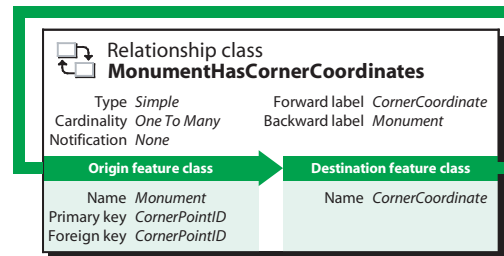 Relationship class
MonumentHasCornerCoordinates
Type Simple
Cardinality One To Many
Notification None
Forward label CornerCoordinate
Backward label Monument
Origin feature class
Destination feature class
Name Monument
Primary key CornerPointID
Foreign key CornerPointID
Name CornerCoordinate